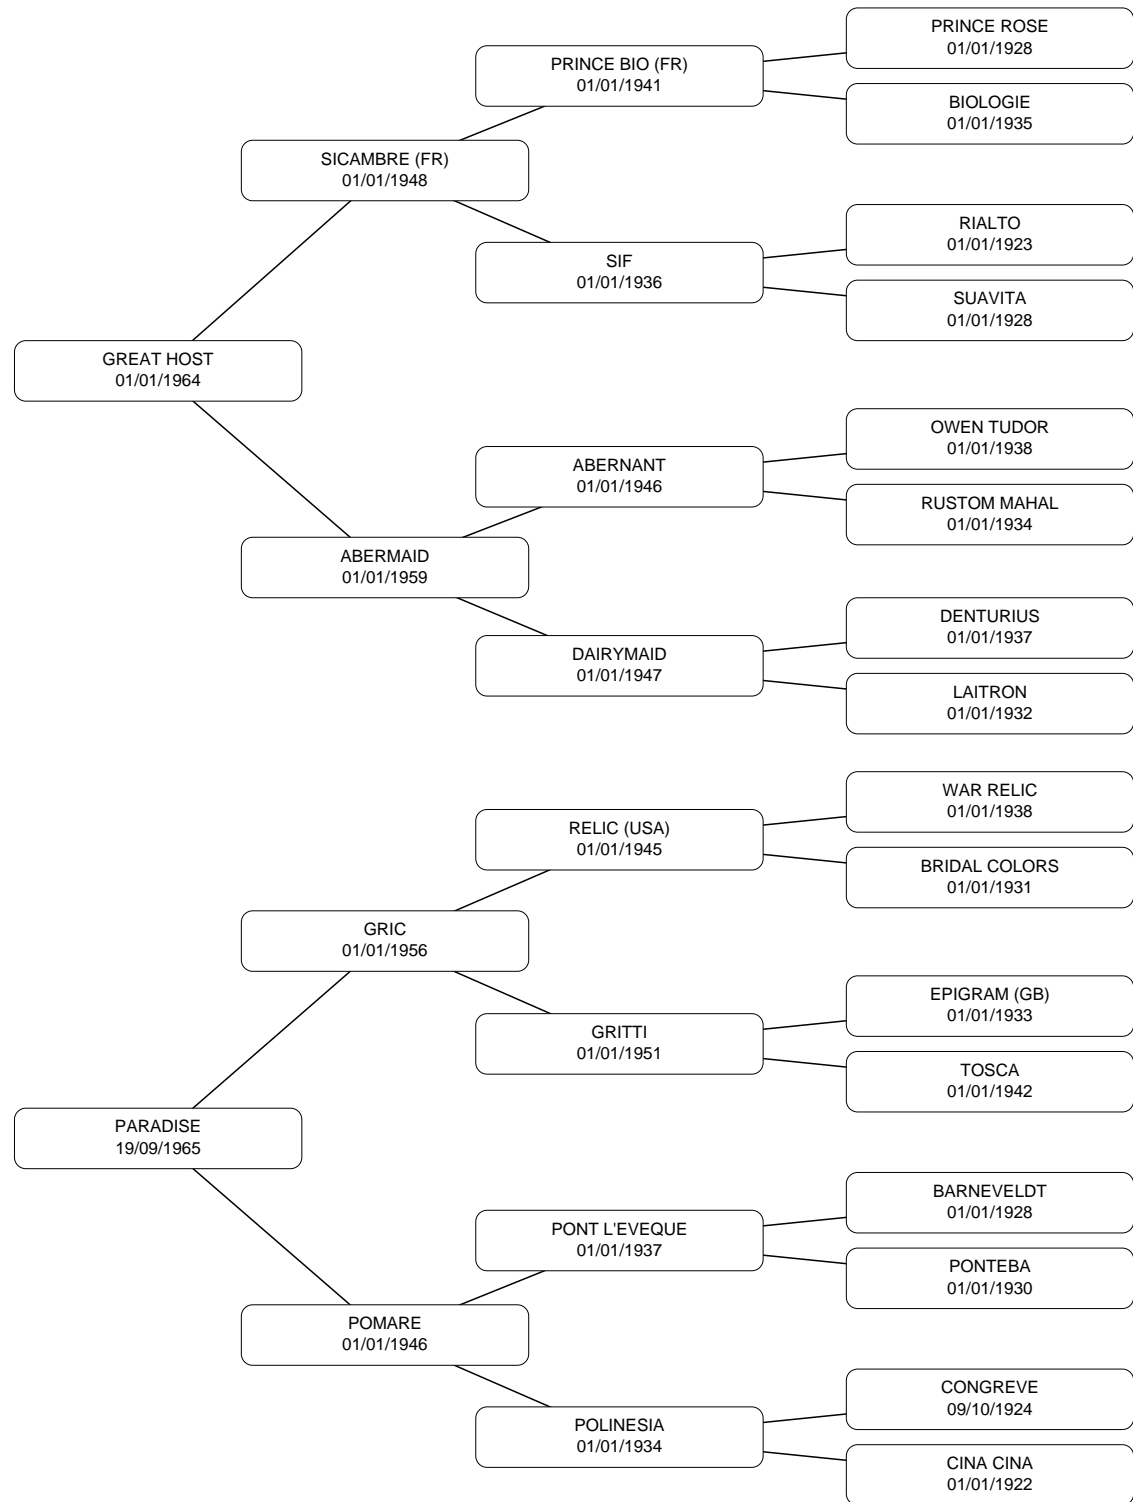 PRINCE ROSE
01/01/1928
PRINCE BIO (FR)
01/01/1941
BIOLOGIE
01/01/1935
SICAMBRE (FR)
01/01/1948
RIALTO
01/01/1923
SIF
01/01/1936
SUAVITA
01/01/1928
GREAT HOST
01/01/1964
OWEN TUDOR
01/01/1938
ABERNANT
01/01/1946
RUSTOM MAHAL
01/01/1934
ABERMAID
01/01/1959
DENTURIUS
01/01/1937
DAIRYMAID
01/01/1947
LAITRON
01/01/1932
WAR RELIC
01/01/1938
RELIC (USA)
01/01/1945
BRIDAL COLORS
01/01/1931
GRIC
01/01/1956
EPIGRAM (GB)
01/01/1933
GRITTI
01/01/1951
TOSCA
01/01/1942
PARADISE
19/09/1965
BARNEVELDT
01/01/1928
PONT L'EVEQUE
01/01/1937
PONTEBA
01/01/1930
POMARE
01/01/1946
CONGREVE
09/10/1924
POLINESIA
01/01/1934
CINA CINA
01/01/1922